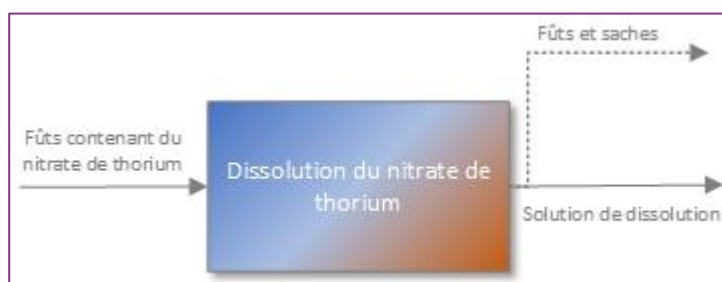 Fûts et saches
Fûts contenant du
nitrate de thorium
Dissolution du nitrate de
thorium
Solution de dissolution